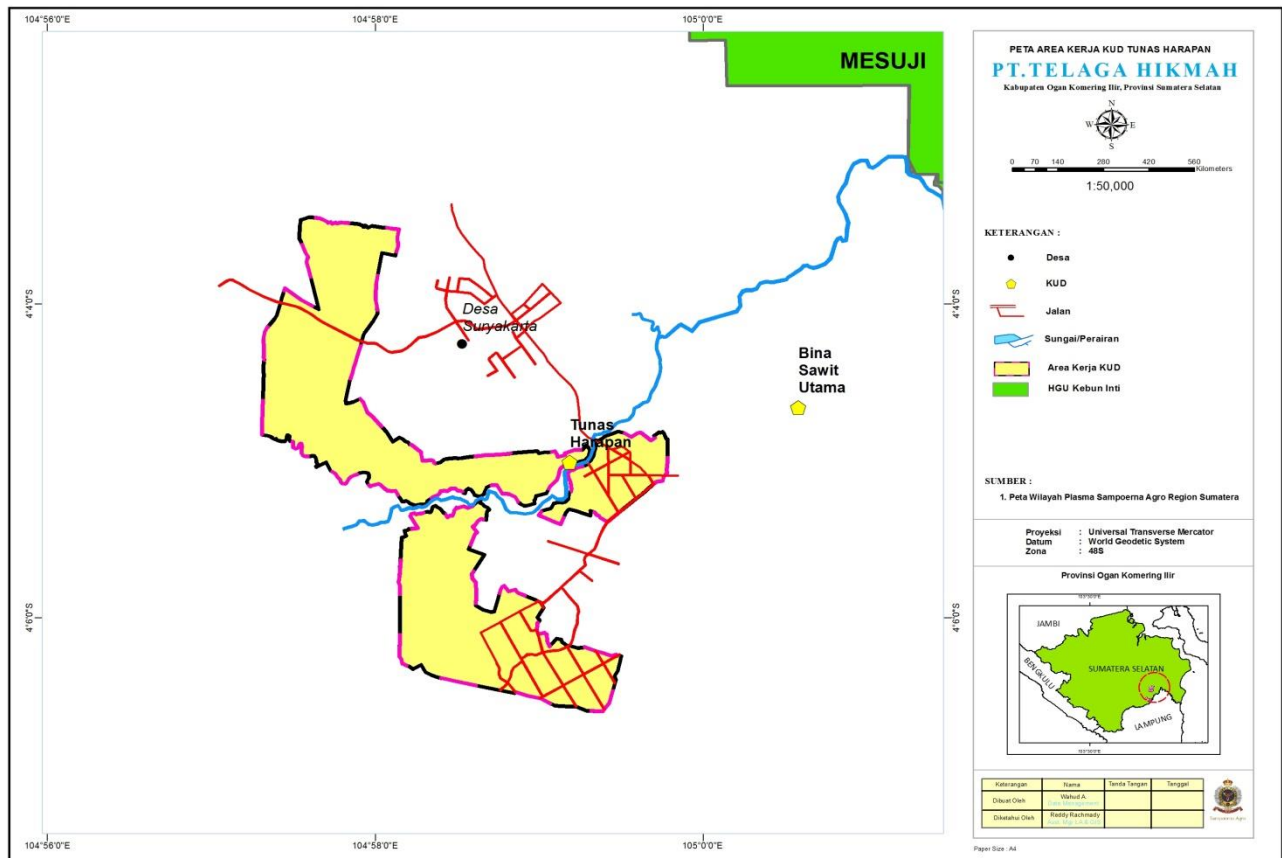 104°56'0"E
104°58'0"E
105°0'0"E
4°4'0"S
4°6'0"S
4°4'0"S
4°6'0"S
104°56'0"E
104°58'0"E
105°0'0"E
MESUJI
Desa
Suryakarta
Bina
Sawit
Utama
Tunas
Harapan
PETA AREA KERJA KUD TUNAS HARAPAN
PT.TELAGA HIKMAH
Kabupaten Ogan Komering Ilir, Provinsi Sumatera Selatan
N
W E
S
0 70 140 280 420 560
Kilometers
1:50,000
KETERANGAN :
Desa
KUD
Jalan
Sungai/Perairan
Area Kerja KUD
HGU Kebun Inti
SUMBER :
1. Peta Wilayah Plasma Sampoerna Agro Region Sumatera
Proyeksi : Universal Transverse Mercator
Datum : World Geodetic System
Zona : 48S
Provinsi Ogan Komering Ilir
JAMBI
BENGKULU
SUMATERA SELATAN
LAMPUNG
Keterangan Nama Tanda Tangan Tanggal
Dibuat Oleh Wahud A.
Data Management
Diketahui Oleh Reddy Rachmady
Sampoerna Agro
Paper Size : A4